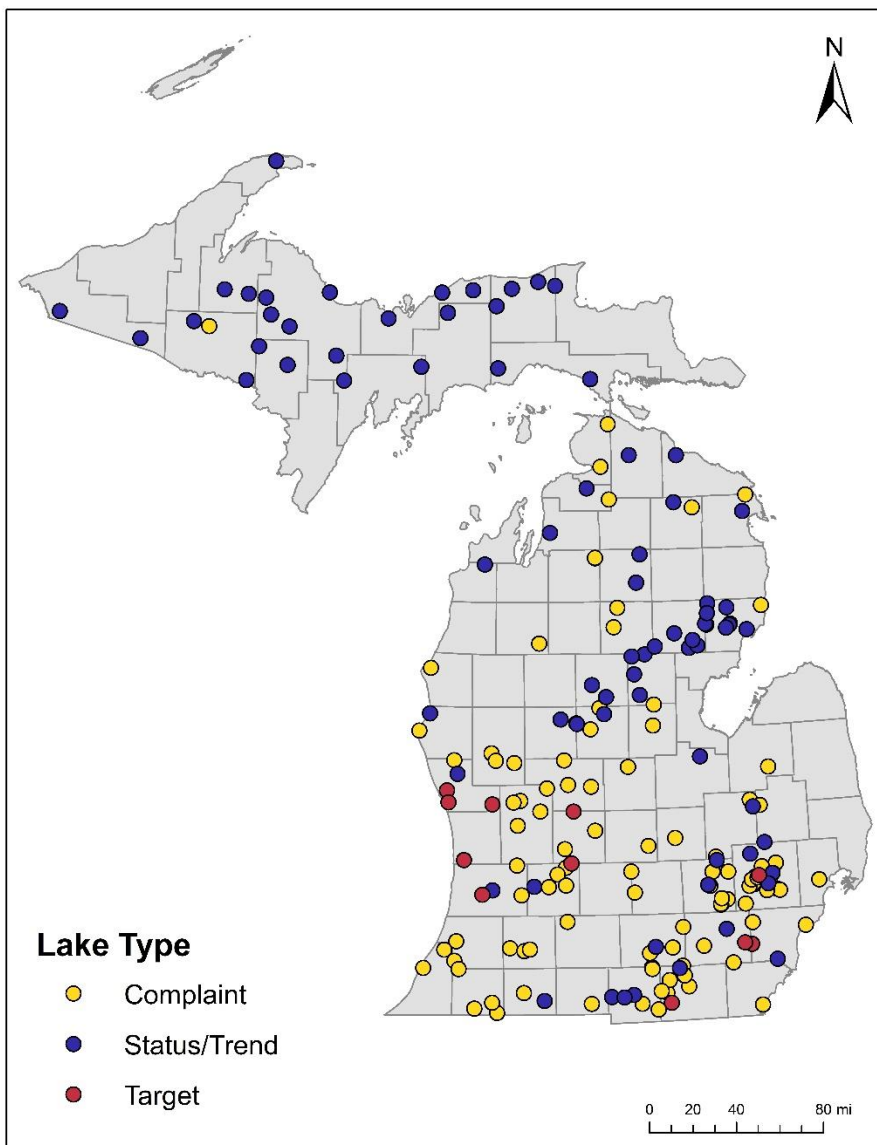 N
Lake Type
Complaint
Status/Trend
Target
0 20 40 80 mi